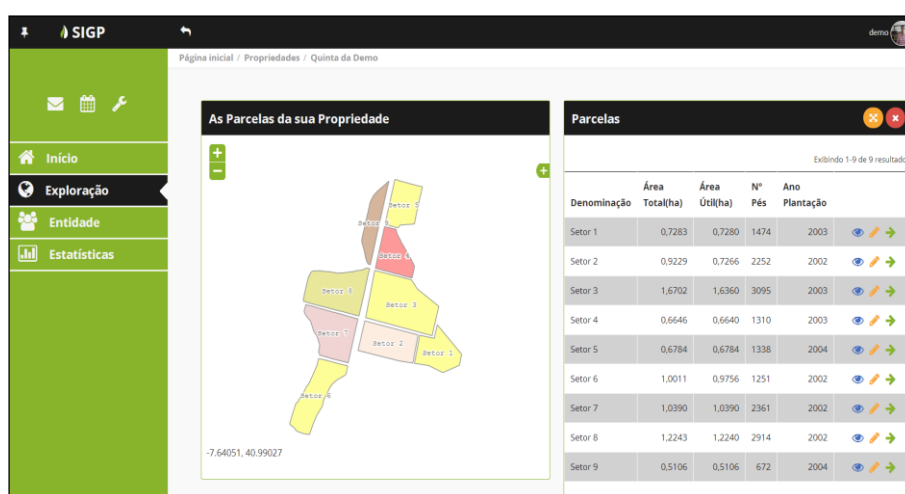 SIGP
demo
Página inicial / Propriedades / Quinta da Demo
Início
Exploração
Entidade
Estatísticas
As Parcelas da sua Propriedade
+
−
+
Setor 5
Setor 9
Setor 4
Setor 8
Setor 3
Setor 7
Setor 2
Setor 1
Setor 6
-7.64051, 40.99027
Parcelas
Exibindo 1-9 de 9 resultado
Denominação Área Total(ha) Área Útil(ha) Nº Pés Ano Plantação
Setor 1 0,7283 0,7280 1474 2003
Setor 2 0,9229 0,7266 2252 2002
Setor 3 1,6702 1,6360 3095 2003
Setor 4 0,6646 0,6640 1310 2003
Setor 5 0,6784 0,6784 1338 2004
Setor 6 1,0011 0,9756 1251 2002
Setor 7 1,0390 1,0390 2361 2002
Setor 8 1,2243 1,2240 2914 2002
Setor 9 0,5106 0,5106 672 2004